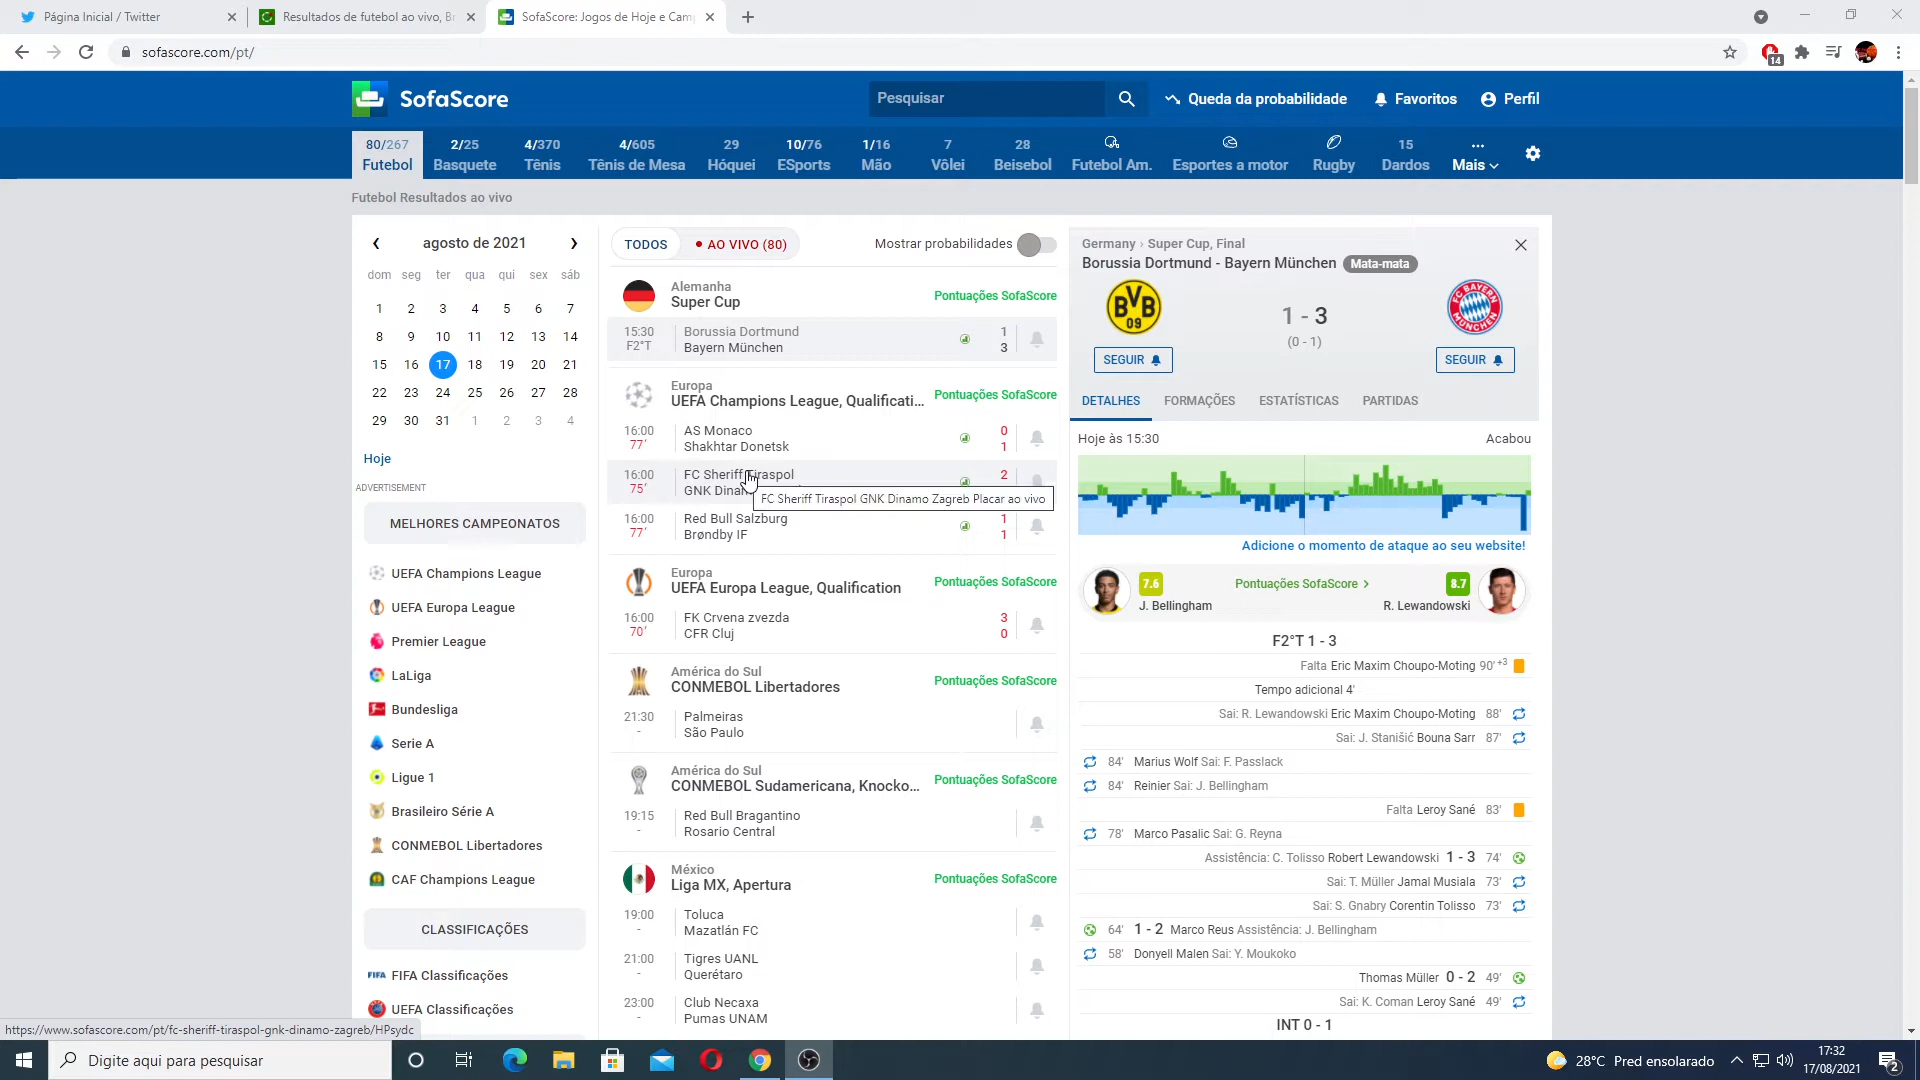 Página Inicial / Twitter
Resultados de futebol ao vivo, Br
SofaScore: Jogos de Hoje e Cam
sofascore.com/pt/
14
SofaScore
Pesquisar
Queda da probabilidade
Favoritos
Perfil
80/267
Futebol
2/25
Basquete
4/370
Tênis
4/605
Tênis de Mesa
29
Hóquei
10/76
ESports
1/16
Mão
7
Vôlei
28
Beisebol
Futebol Am.
Esportes a motor
Rugby
15
Dardos
Mais
Futebol Resultados ao vivo
agosto de 2021
dom seg ter qua qui sex sáb
1 2 3 4 5 6 7
8 9 10 11 12 13 14
15 16 17 18 19 20 21
22 23 24 25 26 27 28
29 30 31 1 2 3 4
Hoje
ADVERTISEMENT
MELHORES CAMPEONATOS
UEFA Champions League
UEFA Europa League
Premier League
LaLiga
Bundesliga
Serie A
Ligue 1
Brasileiro Série A
CONMEBOL Libertadores
CAF Champions League
CLASSIFICAÇÕES
FIFA FIFA Classificações
UEFA Classificações
TODOS
AO VIVO (80)
Mostrar probabilidades
Alemanha
Super Cup
Pontuações SofaScore
15:30 Borussia Dortmund 1
F2°T Bayern München 3
Europa
UEFA Champions League, Qualificati...
Pontuações SofaScore
16:00 AS Monaco 0
77' Shakhtar Donetsk 1
16:00 FC Sheriff Tiraspol 2
75' GNK Dinam
FC Sheriff Tiraspol GNK Dinamo Zagreb Placar ao vivo
16:00 Red Bull Salzburg 1
77' Brøndby IF 1
Europa
UEFA Europa League, Qualification
Pontuações SofaScore
16:00 FK Crvena zvezda 3
70' CFR Cluj 0
América do Sul
CONMEBOL Libertadores
Pontuações SofaScore
21:30 Palmeiras
- São Paulo
América do Sul
CONMEBOL Sudamericana, Knocko...
Pontuações SofaScore
19:15 Red Bull Bragantino
- Rosario Central
México
Liga MX, Apertura
Pontuações SofaScore
19:00 Toluca
- Mazatlán FC
21:00 Tigres UANL
- Querétaro
23:00 Club Necaxa
- Pumas UNAM
Germany › Super Cup, Final
Borussia Dortmund - Bayern München Mata-mata
BVB
09
FC BAYERN
MÜNCHEN
1 - 3
(0 - 1)
SEGUIR
SEGUIR
DETALHES FORMAÇÕES ESTATÍSTICAS PARTIDAS
Hoje às 15:30 Acabou
Adicione o momento de ataque ao seu website!
7.6
J. Bellingham
Pontuações SofaScore >
8.7
R. Lewandowski
F2°T 1 - 3
Falta Eric Maxim Choupo-Moting 90' +3
Tempo adicional 4'
Sai: R. Lewandowski Eric Maxim Choupo-Moting 88'
Sai: J. Stanišić Bouna Sarr 87'
84' Marius Wolf Sai: F. Passlack
84' Reinier Sai: J. Bellingham
Falta Leroy Sané 83'
78' Marco Pasalic Sai: G. Reyna
Assistência: C. Tolisso Robert Lewandowski 1 - 3 74'
Sai: T. Müller Jamal Musiala 73'
Sai: S. Gnabry Corentin Tolisso 73'
64' 1 - 2 Marco Reus Assistência: J. Bellingham
58' Donyell Malen Sai: Y. Moukoko
Thomas Müller 0 - 2 49'
Sai: K. Coman Leroy Sané 49'
INT 0 - 1
https://www.sofascore.com/pt/fc-sheriff-tiraspol-gnk-dinamo-zagreb/HPsydc
Digite aqui para pesquisar
28°C Pred ensolarado
17:32
17/08/2021
2